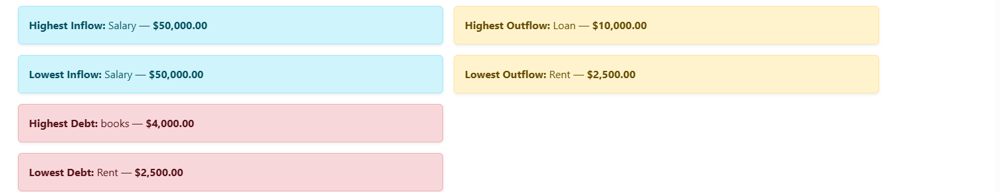 Highest Inflow: Salary — $50,000.00
Highest Outflow: Loan — $10,000.00
Lowest Inflow: Salary — $50,000.00
Lowest Outflow: Rent — $2,500.00
Highest Debt: books — $4,000.00
Lowest Debt: Rent — $2,500.00